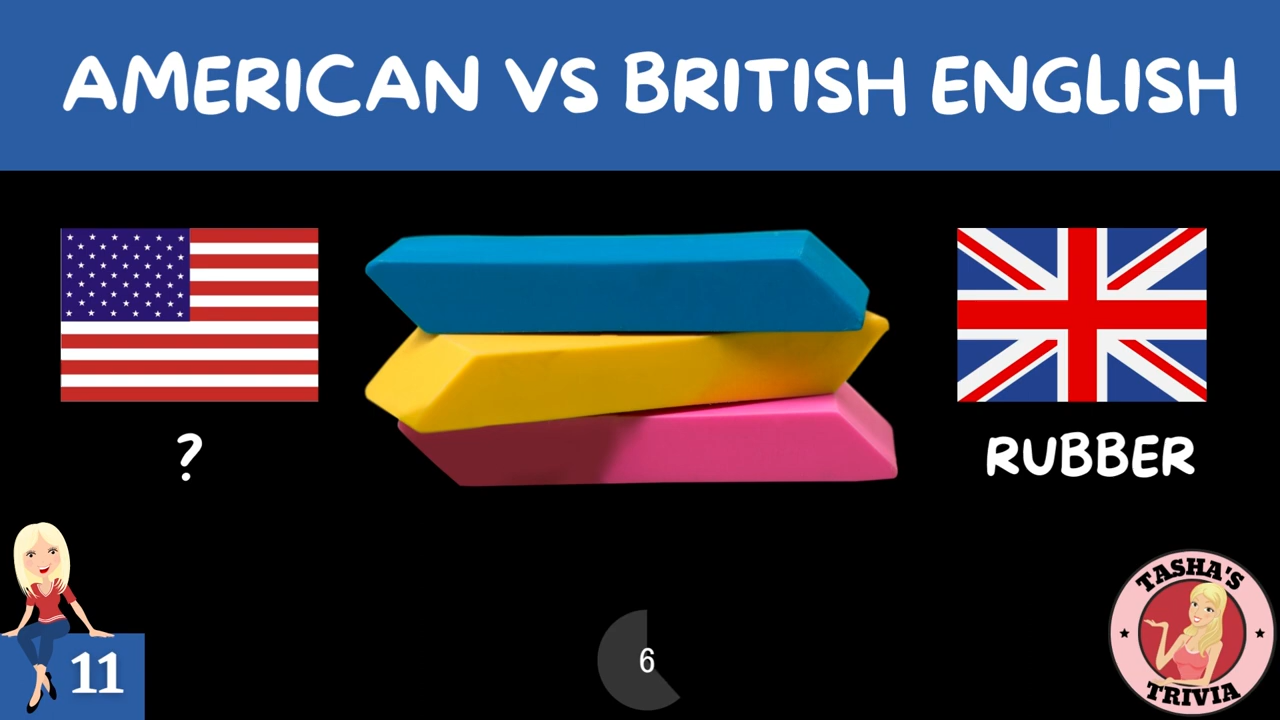 AMERICAN VS BRITISH ENGLISH
?
RUBBER
11
6
TASHA'S
TRIVIA